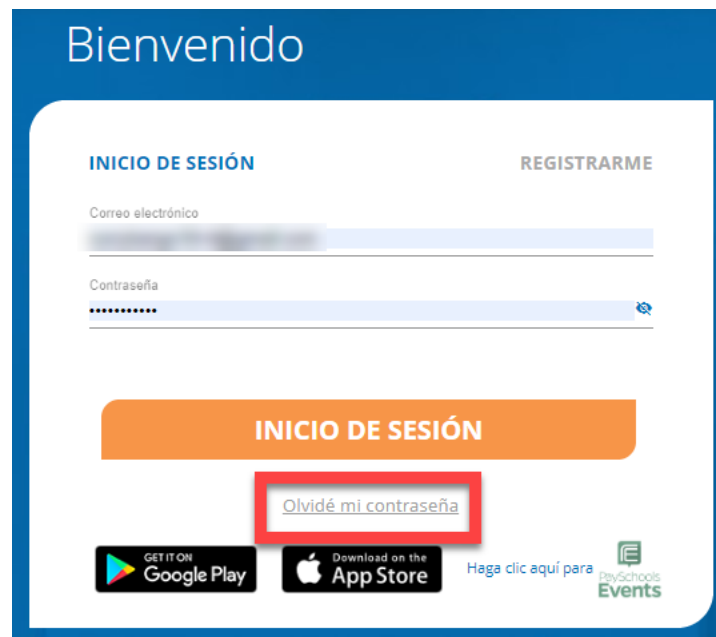 Bienvenido
INICIO DE SESIÓN
REGISTRARME
Correo electrónico
Contraseña
•••••••••••
INICIO DE SESIÓN
Olvidé mi contraseña
GET IT ON
Google Play
Download on the
App Store
Haga clic aquí para
PaySchools
Events